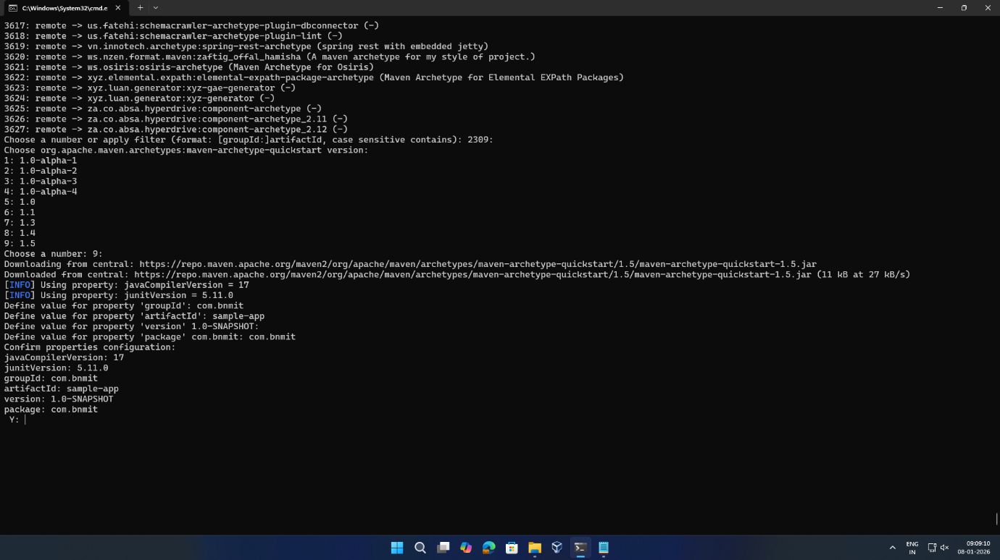 C:\Windows\System32\cmd.e
3617: remote -> us.fatehi:schemacrawler-archetype-plugin-dbconnector (-)
3618: remote -> us.fatehi:schemacrawler-archetype-plugin-lint (-)
3619: remote -> vn.innotech.archetype:spring-rest-archetype (spring rest with embedded jetty)
3620: remote -> ws.nzen.format.maven:zaftig_offal_hamisha (A maven archetype for my style of project.)
3621: remote -> ws.osiris:osiris-archetype (Maven Archetype for Osiris)
3622: remote -> xyz.elemental.expath:elemental-expath-package-archetype (Maven Archetype for Elemental EXPath Packages)
3623: remote -> xyz.luan.generator:xyz-gae-generator (-)
3624: remote -> xyz.luan.generator:xyz-generator (-)
3625: remote -> za.co.absa.hyperdrive:component-archetype (-)
3626: remote -> za.co.absa.hyperdrive:component-archetype_2.11 (-)
3627: remote -> za.co.absa.hyperdrive:component-archetype_2.12 (-)
Choose a number or apply filter (format: [groupId:]artifactId, case sensitive contains): 2309:
Choose org.apache.maven.archetypes:maven-archetype-quickstart version:
1: 1.0-alpha-1
2: 1.0-alpha-2
3: 1.0-alpha-3
4: 1.0-alpha-4
5: 1.0
6: 1.1
7: 1.3
8: 1.4
9: 1.5
Choose a number: 9:
Downloading from central: https://repo.maven.apache.org/maven2/org/apache/maven/archetypes/maven-archetype-quickstart/1.5/maven-archetype-quickstart-1.5.jar
Downloaded from central: https://repo.maven.apache.org/maven2/org/apache/maven/archetypes/maven-archetype-quickstart/1.5/maven-archetype-quickstart-1.5.jar (11 kB at 27 kB/s)
[INFO] Using property: javaCompilerVersion = 17
[INFO] Using property: junitVersion = 5.11.0
Define value for property 'groupId': com.bnmit
Define value for property 'artifactId': sample-app
Define value for property 'version' 1.0-SNAPSHOT:
Define value for property 'package' com.bnmit: com.bnmit
Confirm properties configuration:
javaCompilerVersion: 17
junitVersion: 5.11.0
groupId: com.bnmit
artifactId: sample-app
version: 1.0-SNAPSHOT
package: com.bnmit
Y:
ENG
IN
09:09:10
08-01-2026